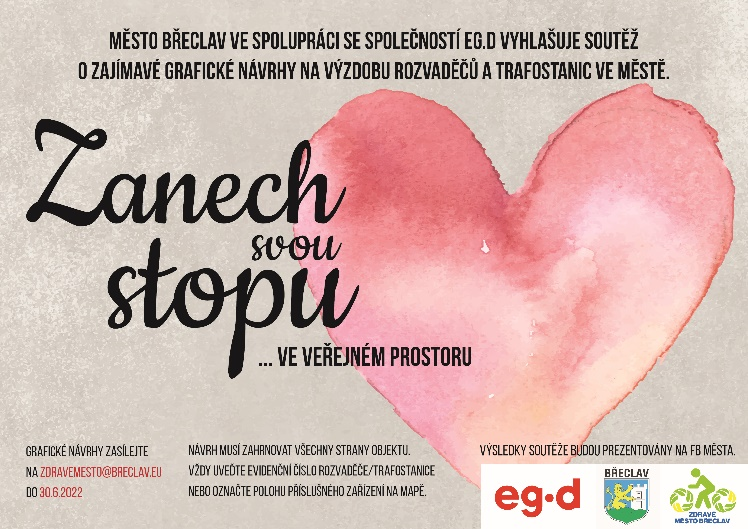 MĚSTO BŘECLAV VE SPOLUPRÁCI SE SPOLEČNOSTÍ EG.D VYHLAŠUJE SOUTĚŽ
O ZAJÍMAVÉ GRAFICKÉ NÁVRHY NA VÝZDOBU ROZVADĚČŮ A TRAFOSTANIC VE MĚSTĚ.
Zanech
svou
stopu
... VE VEŘEJNÉM PROSTORU
GRAFICKÉ NÁVRHY ZASÍLEJTE
NA ZDRAVEMESTO@BRECLAV.EU
DO 30.6.2022
NÁVRH MUSÍ ZAHRNOVAT VŠECHNY STRANY OBJEKTU.
VŽDY UVEĎTE EVIDENČNÍ ČÍSLO ROZVADĚČE/TRAFOSTANICE
NEBO OZNAČTE POLOHU PŘÍSLUŠNÉHO ZAŘÍZENÍ NA MAPĚ.
VÝSLEDKY SOUTĚŽE BUDOU PREZENTOVÁNY NA FB MĚSTA.
eg·d
BŘECLAV
ZDRAVÉ
MĚSTO BŘECLAV